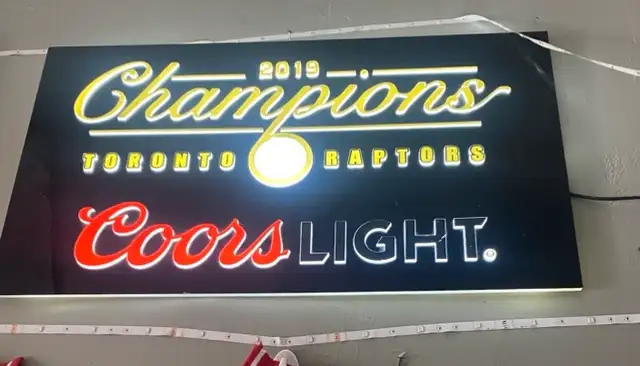 2019
Champions
TORONTO RAPTORS
Coors LIGHT.